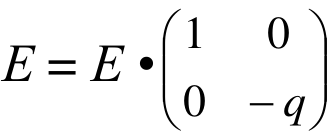 E = E • (1 0
0 −q)